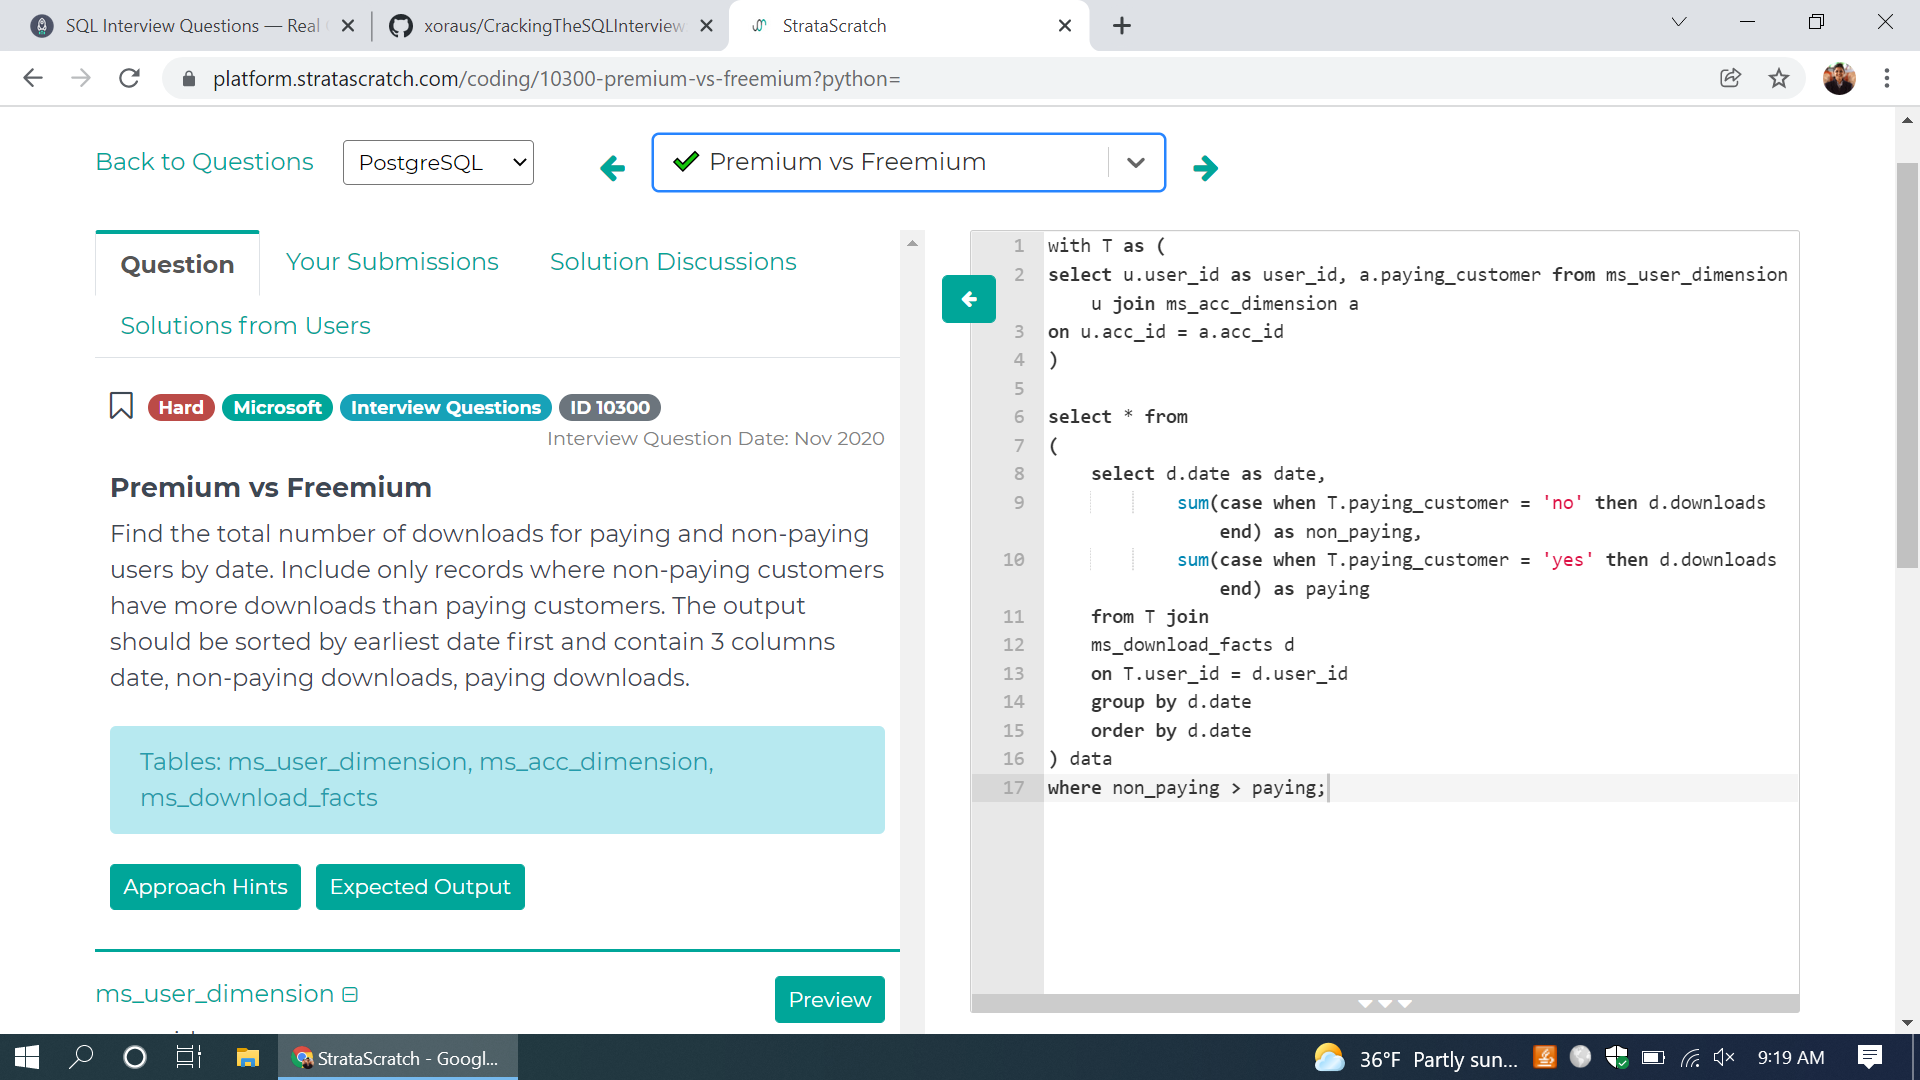 SQL Interview Questions — Real
xoraus/CrackingTheSQLInterview
StrataScratch
platform.stratascratch.com/coding/10300-premium-vs-freemium?python=
Back to Questions
PostgreSQL
Premium vs Freemium
Question
Your Submissions
Solution Discussions
Solutions from Users
Hard
Microsoft
Interview Questions
ID 10300
Interview Question Date: Nov 2020
Premium vs Freemium
Find the total number of downloads for paying and non-paying
users by date. Include only records where non-paying customers
have more downloads than paying customers. The output
should be sorted by earliest date first and contain 3 columns
date, non-paying downloads, paying downloads.
Tables: ms_user_dimension, ms_acc_dimension,
ms_download_facts
Approach Hints
Expected Output
ms_user_dimension
Preview
1 with T as (
2 select u.user_id as user_id, a.paying_customer from ms_user_dimension
u join ms_acc_dimension a
3 on u.acc_id = a.acc_id
4 )
5
6 select * from
7 (
8 select d.date as date,
9 sum(case when T.paying_customer = 'no' then d.downloads
end) as non_paying,
10 sum(case when T.paying_customer = 'yes' then d.downloads
end) as paying
11 from T join
12 ms_download_facts d
13 on T.user_id = d.user_id
14 group by d.date
15 order by d.date
16 ) data
17 where non_paying > paying;
StrataScratch - Googl...
36°F Partly sun...
9:19 AM